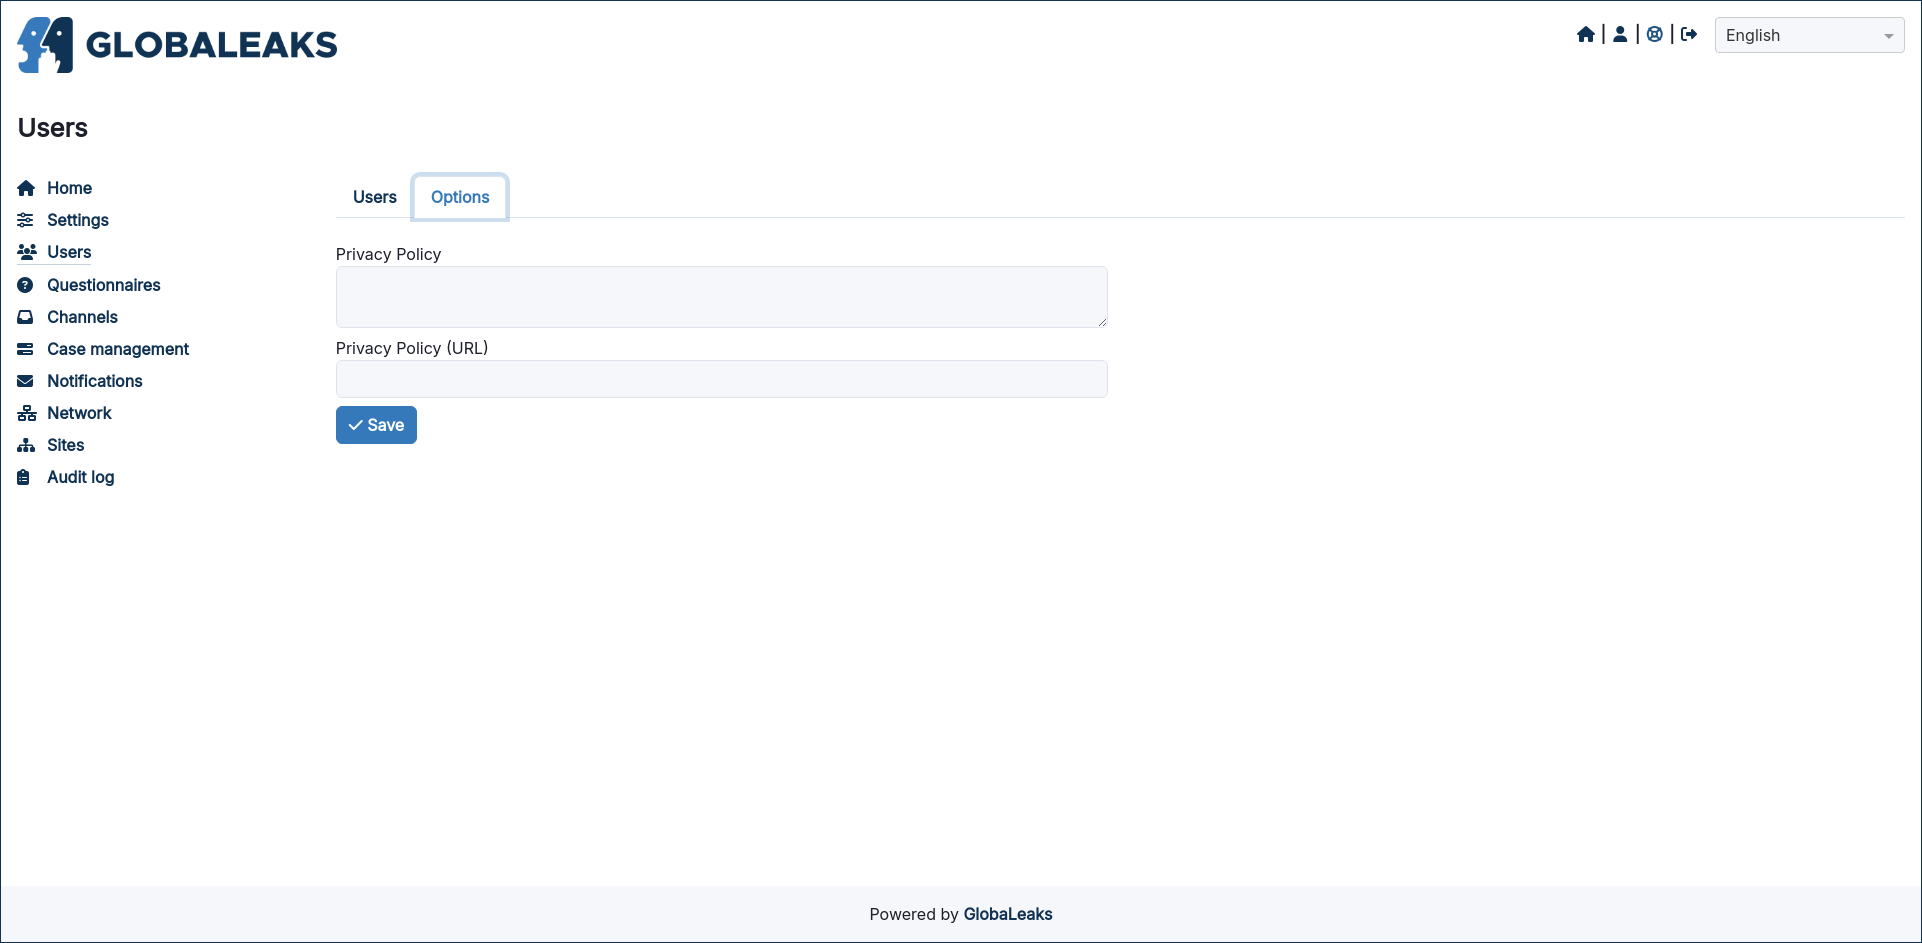 GLOBALEAKS
English
Users
Home
Settings
Users
Questionnaires
Channels
Case management
Notifications
Network
Sites
Audit log
Users Options
Privacy Policy
Privacy Policy (URL)
Save
Powered by GlobaLeaks